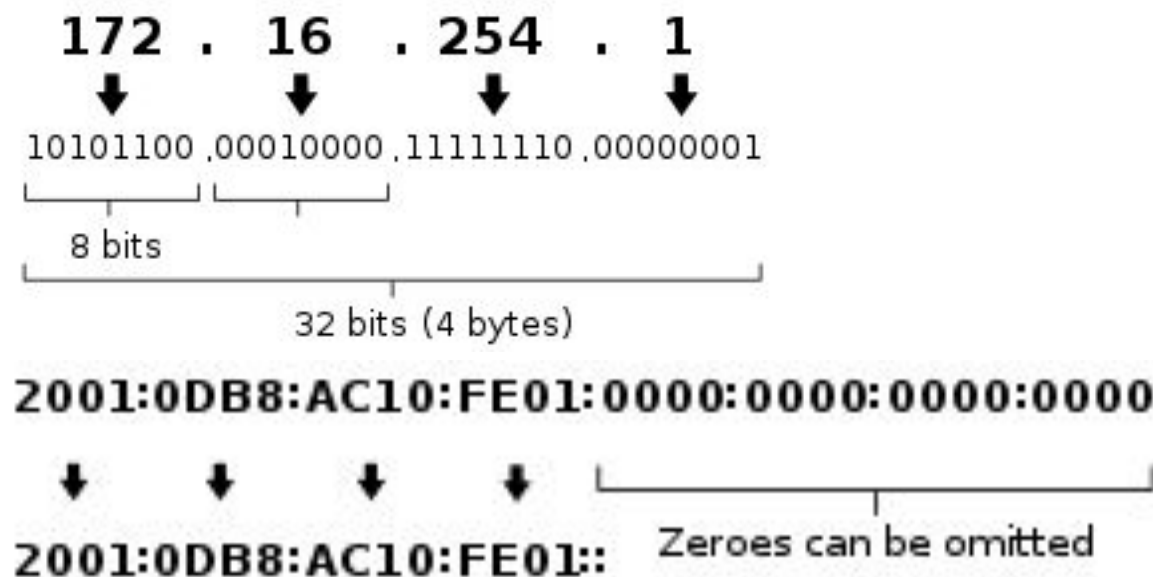 172 . 16 . 254 . 1
10101100 .00010000 .11111110 .00000001
8 bits
32 bits (4 bytes)
2001:0DB8:AC10:FE01:0000:0000:0000:0000
2001:0DB8:AC10:FE01::
Zeroes can be omitted